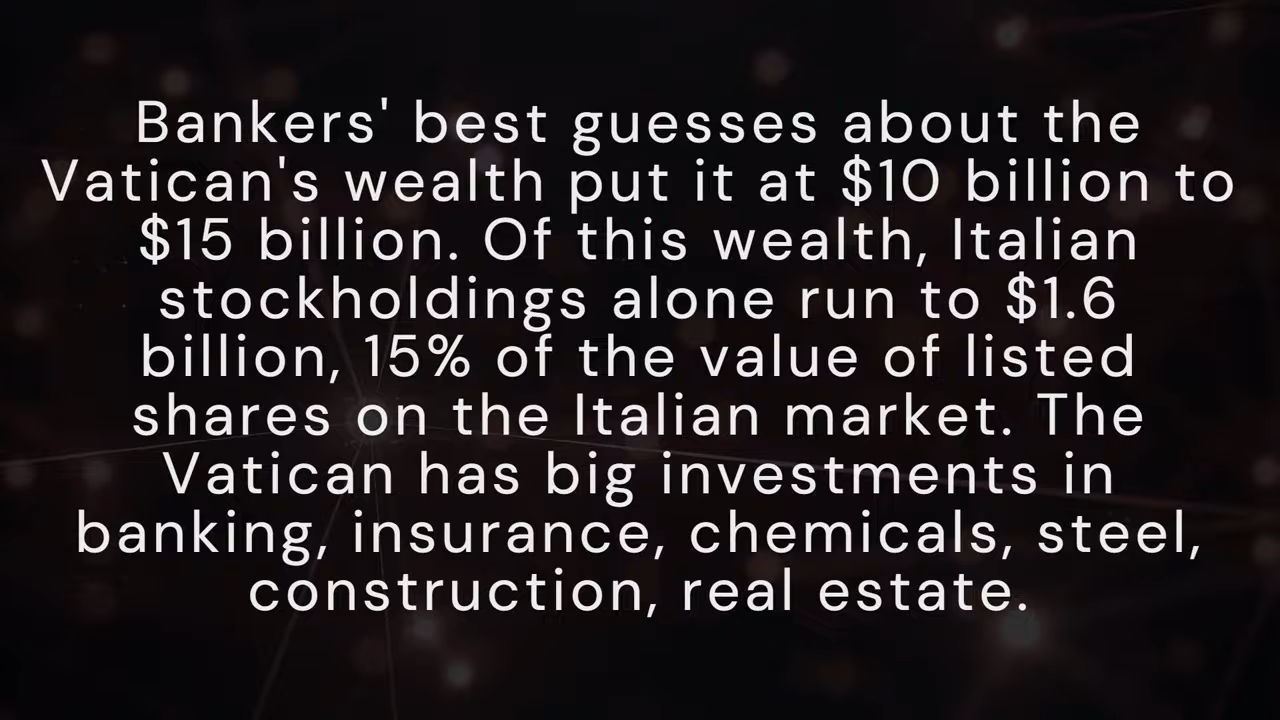 Bankers' best guesses about the
Vatican's wealth put it at $10 billion to
$15 billion. Of this wealth, Italian
stockholdings alone run to $1.6
billion, 15% of the value of listed
shares on the Italian market. The
Vatican has big investments in
banking, insurance, chemicals, steel,
construction, real estate.